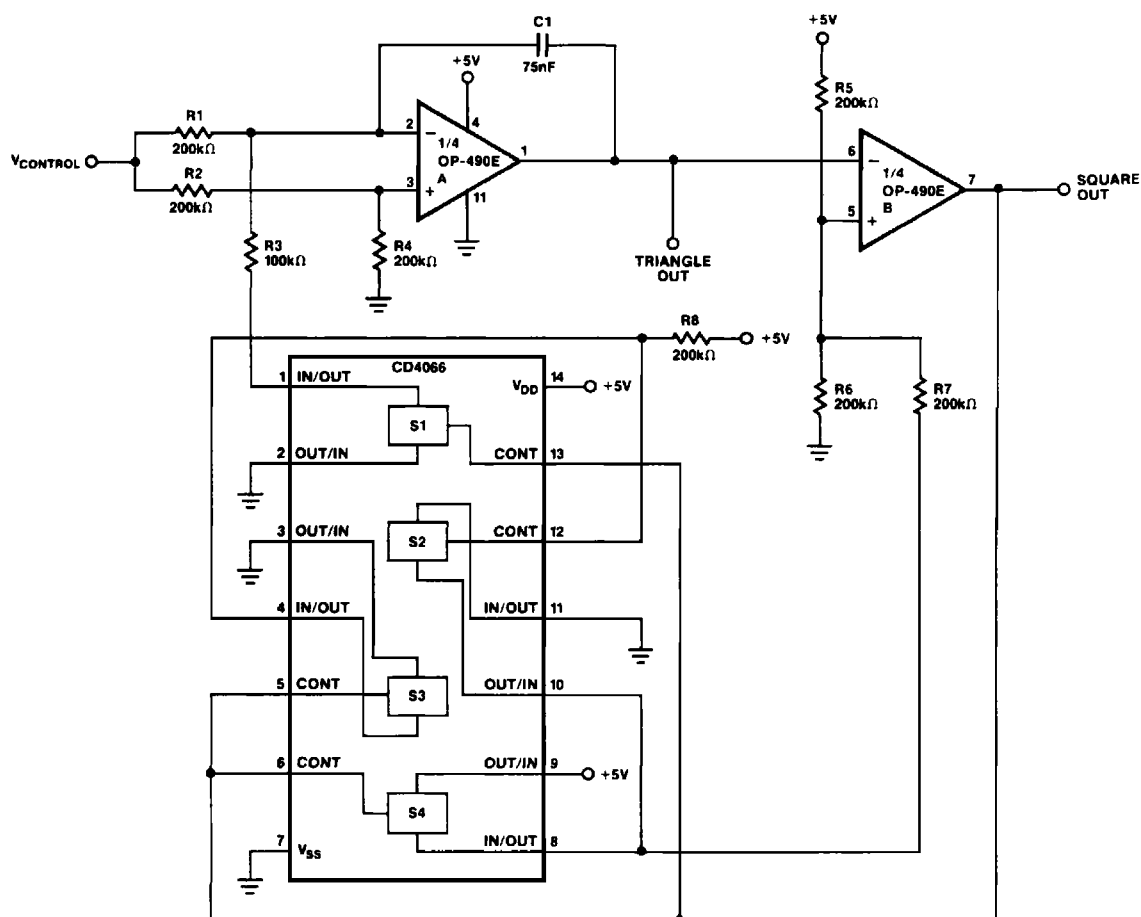 C1
75nF
+5V
+5V
R5
200kΩ
R1
200kΩ
VCONTROL
R2
200kΩ
2
−
4
1/4
OP-490E
A
1
3
+
11
6
−
1/4
OP-490E
B
7
SQUARE
OUT
5
+
R3
100kΩ
R4
200kΩ
TRIANGLE
OUT
R8
200kΩ
+5V
R6
200kΩ
R7
200kΩ
CD4066
1 IN/OUT
VDD 14
+5V
S1
2 OUT/IN
CONT 13
3 OUT/IN
S2
CONT 12
4 IN/OUT
IN/OUT 11
5 CONT
S3
OUT/IN 10
6 CONT
OUT/IN 9
+5V
S4
7 VSS
IN/OUT 8